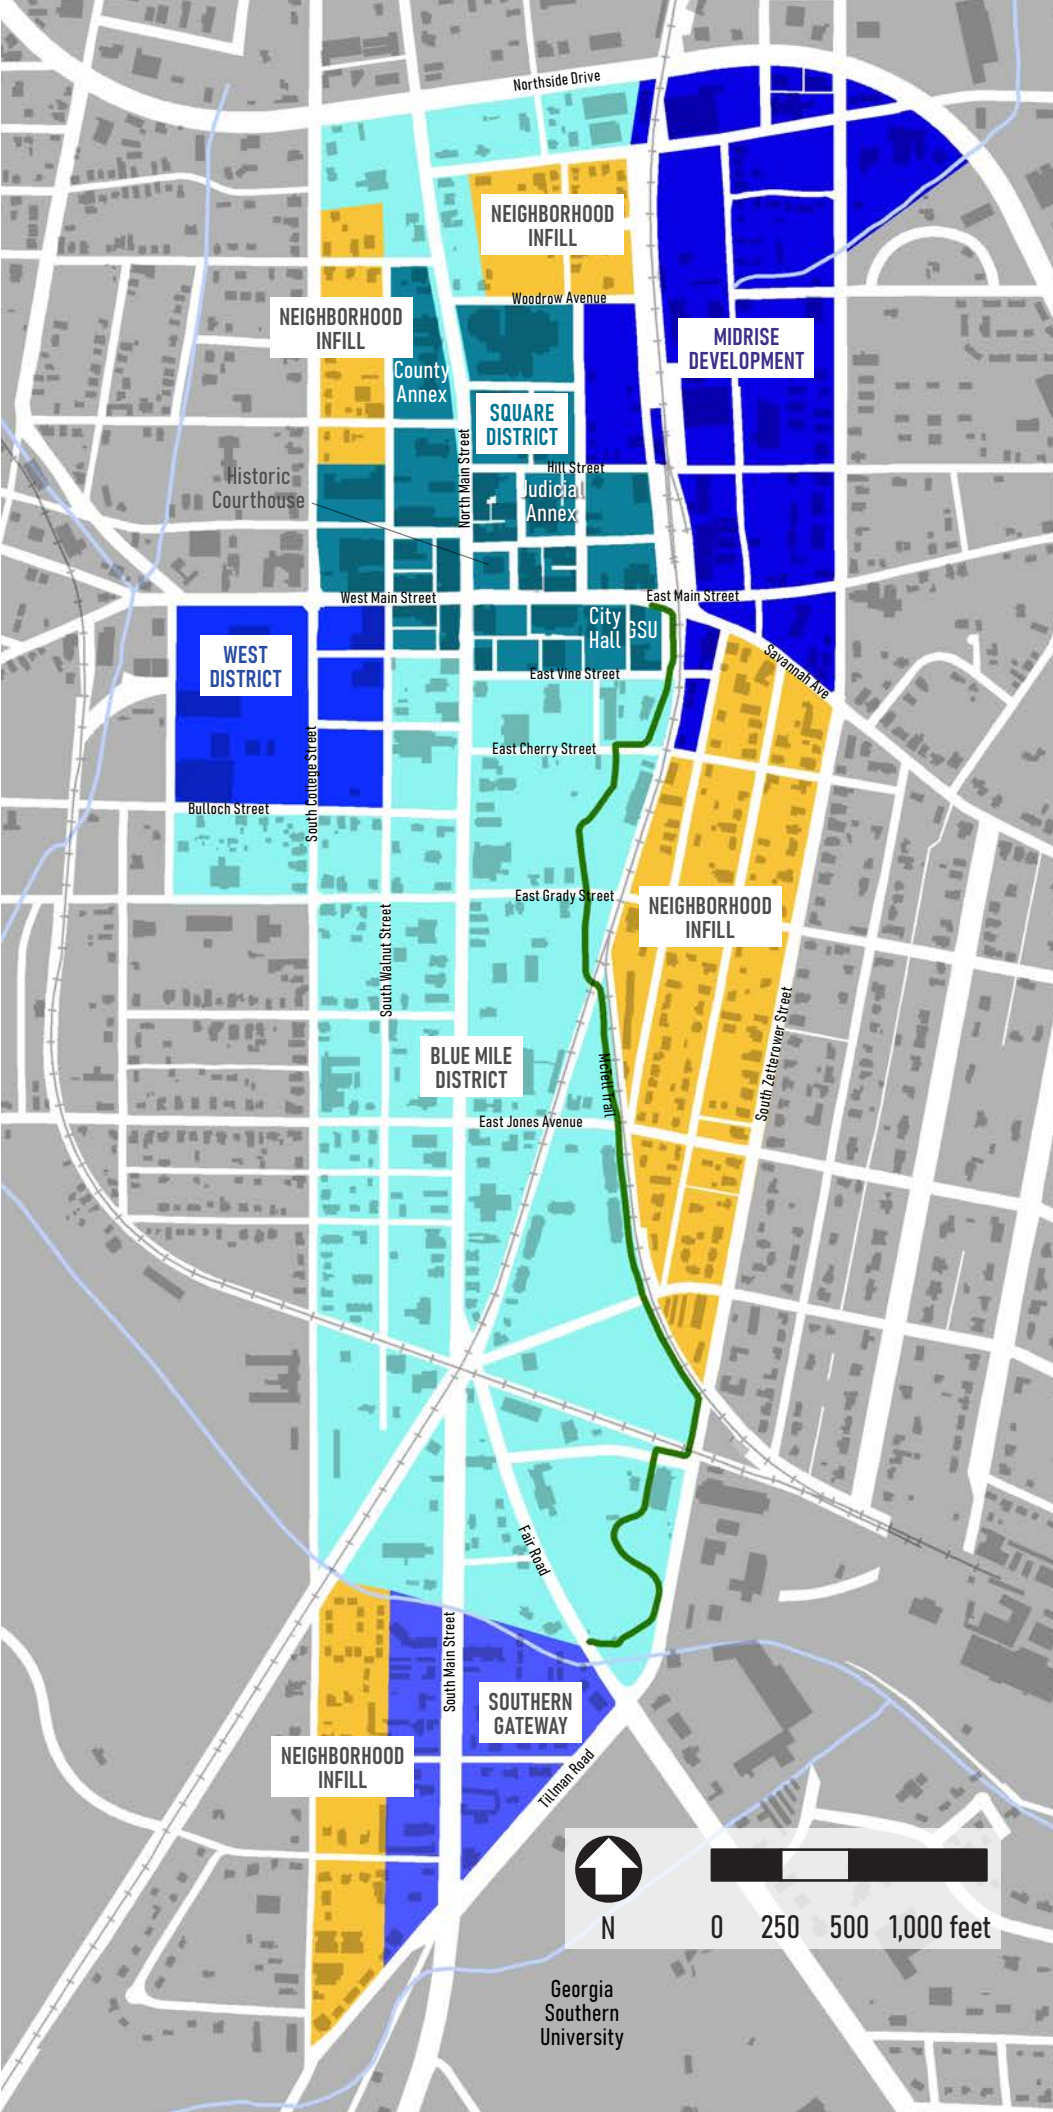 Northside Drive
NEIGHBORHOOD
INFILL
Woodrow Avenue
NEIGHBORHOOD
INFILL
MIDRISE
DEVELOPMENT
County
Annex
SQUARE
DISTRICT
North Main Street
Hill Street
Historic
Courthouse
Judicial
Annex
West Main Street
East Main Street
City
Hall
GSU
WEST
DISTRICT
Savannah Ave
East Vine Street
East Cherry Street
South College Street
Bulloch Street
East Grady Street
NEIGHBORHOOD
INFILL
South Walnut Street
South Zetterower Street
BLUE MILE
DISTRICT
McTell Trail
East Jones Avenue
Fair Road
South Main Street
SOUTHERN
GATEWAY
NEIGHBORHOOD
INFILL
Tillman Road
N
0 250 500 1,000 feet
Georgia
Southern
University